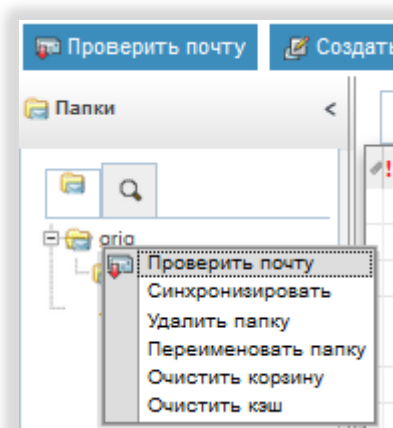 Проверить почту
Создать
Папки
<
!
orig
Проверить почту
Синхронизировать
Удалить папку
Переименовать папку
Очистить корзину
Очистить кэш